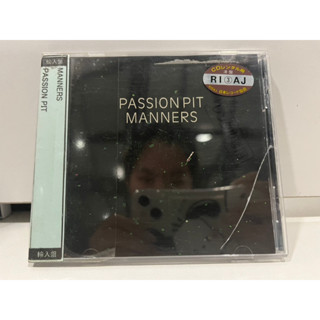 輸入盤
MANNERS
PASSION PIT
輸入盤
PASSION PIT
MANNERS
RIAJ